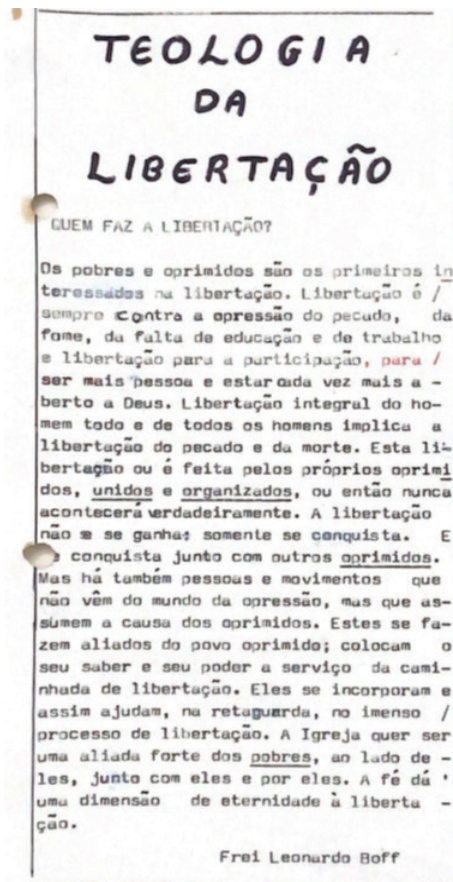 TEOLOGIA
DA
LIBERTAÇÃO
QUEM FAZ A LIBERTAÇÃO?
Os pobres e oprimidos são os primeiros in
teressados na libertação. Libertação é /
sempre contra a opressão do pecado, da
fome, da falta de educação e de trabalho
e libertação para a participação, para /
ser mais pessoa e estar cada vez mais a -
berto a Deus. Libertação integral do ho-
mem todo e de todos os homens implica a
libertação do pecado e da morte. Esta li-
bertação ou é feita pelos próprios oprimi
dos, unidos e organizados, ou então nunca
acontecerá verdadeiramente. A libertação
não se ganha: somente se conquista. E
conquista junto com outros oprimidos.
Mas há também pessoas e movimentos que
não vêm do mundo da opressão, mas que as-
sumem a causa dos oprimidos. Estes se fa-
zem aliados do povo oprimido; colocam o
seu saber e seu poder a serviço da cami-
nhada de libertação. Eles se incorporam e
assim ajudam, na retaguarda, no imenso /
processo de libertação. A Igreja quer ser
uma aliada forte dos pobres, ao lado de -
les, junto com eles e por eles. A fé dá '
uma dimensão de eternidade à liberta -
ção.
Frei Leonardo Boff